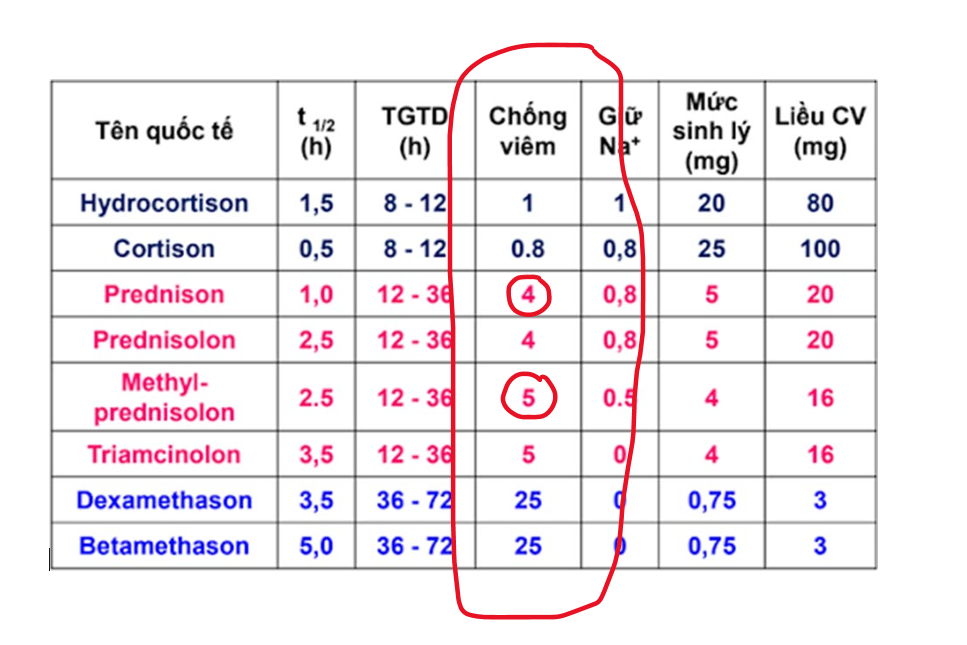 Tên quốc tế t 1/2 (h) TGTD (h) Chống viêm Giữ Na⁺ Mức sinh lý (mg) Liều CV (mg)
Hydrocortison 1,5 8 - 12 1 1 20 80
Cortison 0,5 8 - 12 0.8 0,8 25 100
Prednison 1,0 12 - 36 4 0,8 5 20
Prednisolon 2,5 12 - 36 4 0,8 5 20
Methyl-prednisolon 2.5 12 - 36 5 0.5 4 16
Triamcinolon 3,5 12 - 36 5 0 4 16
Dexamethason 3,5 36 - 72 25 0 0,75 3
Betamethason 5,0 36 - 72 25 0 0,75 3